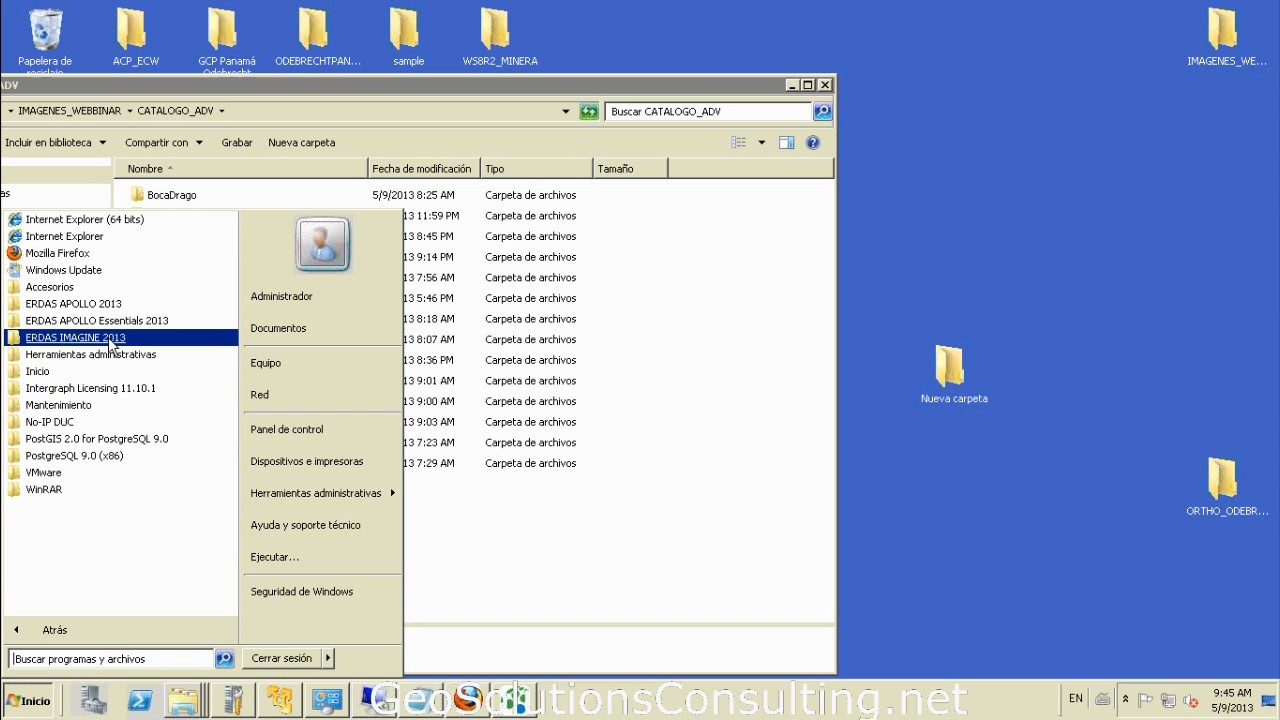 Papelera de
reciclaje
ACP_ECW
GCP Panamá
Odebrecht
ODEBRECHTPAN...
sample
WS8R2_MINERA
IMAGENES_WE...
ADV
IMAGENES_WEBBINAR
CATALOGO_ADV
Buscar CATALOGO_ADV
Incluir en biblioteca
Compartir con
Grabar
Nueva carpeta
Nombre
Fecha de modificación
Tipo
Tamaño
as
BocaDrago
5/9/2013 8:25 AM
Carpeta de archivos
13 11:59 PM
Carpeta de archivos
13 8:45 PM
Carpeta de archivos
13 9:14 PM
Carpeta de archivos
13 7:56 AM
Carpeta de archivos
13 5:46 PM
Carpeta de archivos
13 8:18 AM
Carpeta de archivos
13 8:07 AM
Carpeta de archivos
13 8:36 PM
Carpeta de archivos
13 9:01 AM
Carpeta de archivos
13 9:00 AM
Carpeta de archivos
13 9:03 AM
Carpeta de archivos
13 7:23 AM
Carpeta de archivos
13 7:29 AM
Carpeta de archivos
Internet Explorer (64 bits)
Internet Explorer
Mozilla Firefox
Windows Update
Accesorios
ERDAS APOLLO 2013
ERDAS APOLLO Essentials 2013
ERDAS IMAGINE 2013
Herramientas administrativas
Inicio
Intergraph Licensing 11.10.1
Mantenimiento
No-IP DUC
PostGIS 2.0 for PostgreSQL 9.0
PostgreSQL 9.0 (x86)
VMware
WinRAR
Atrás
Buscar programas y archivos
Administrador
Documentos
Equipo
Red
Panel de control
Dispositivos e impresoras
Herramientas administrativas
Ayuda y soporte técnico
Ejecutar...
Seguridad de Windows
Cerrar sesión
Nueva carpeta
ORTHO_ODEBR...
Inicio
GeoSolutionsConsulting.net
EN
9:45 AM
5/9/2013